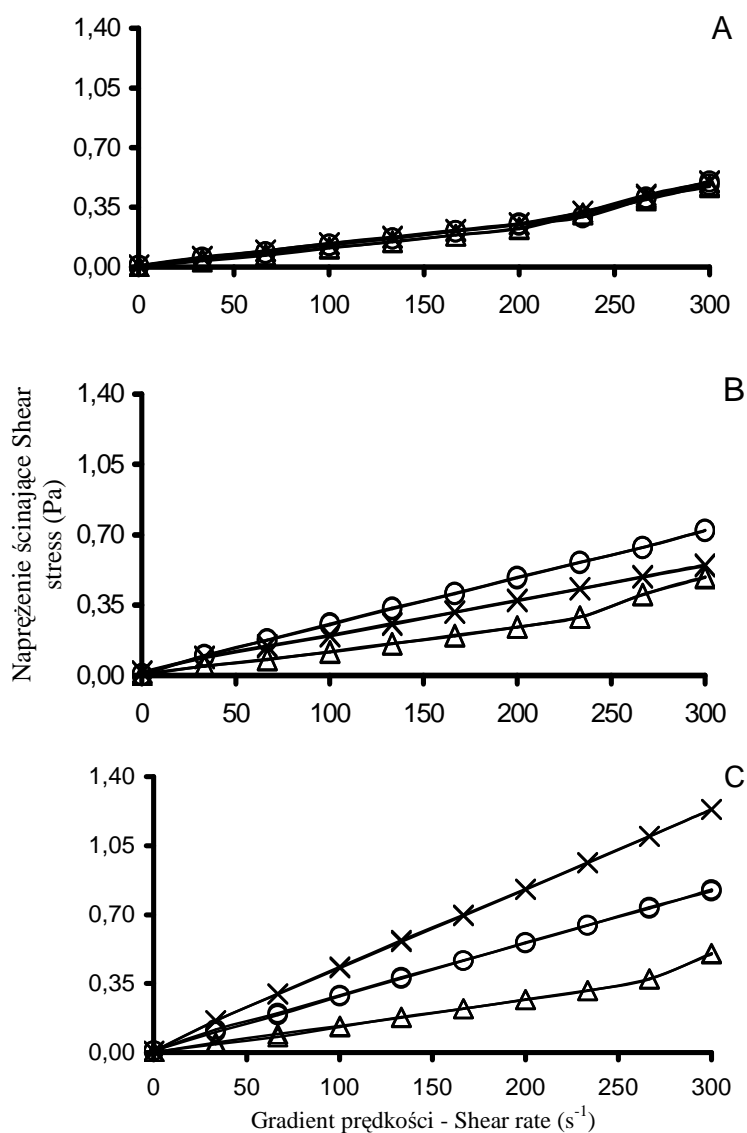 A
1,40
1,05
0,70
0,35
0,00
0 50 100 150 200 250 300
B
1,40
1,05
0,70
0,35
0,00
0 50 100 150 200 250 300
Naprężenie ścinające Shear
stress (Pa)
C
1,40
1,05
0,70
0,35
0,00
0 50 100 150 200 250 300
Gradient prędkości - Shear rate (s⁻¹)